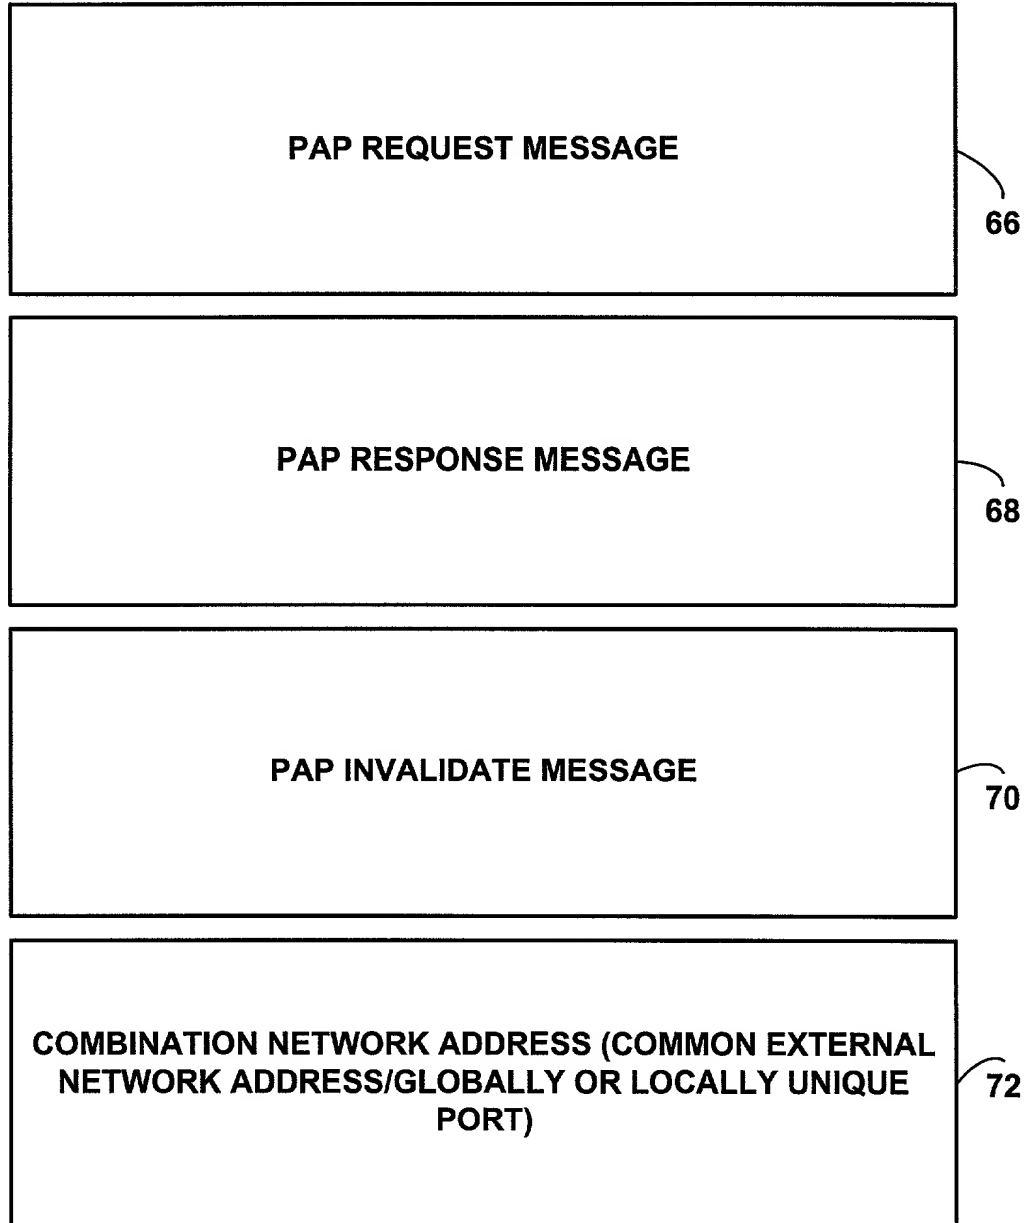 PAP REQUEST MESSAGE
66
PAP RESPONSE MESSAGE
68
PAP INVALIDATE MESSAGE
70
COMBINATION NETWORK ADDRESS (COMMON EXTERNAL
NETWORK ADDRESS/GLOBALLY OR LOCALLY UNIQUE
PORT)
72